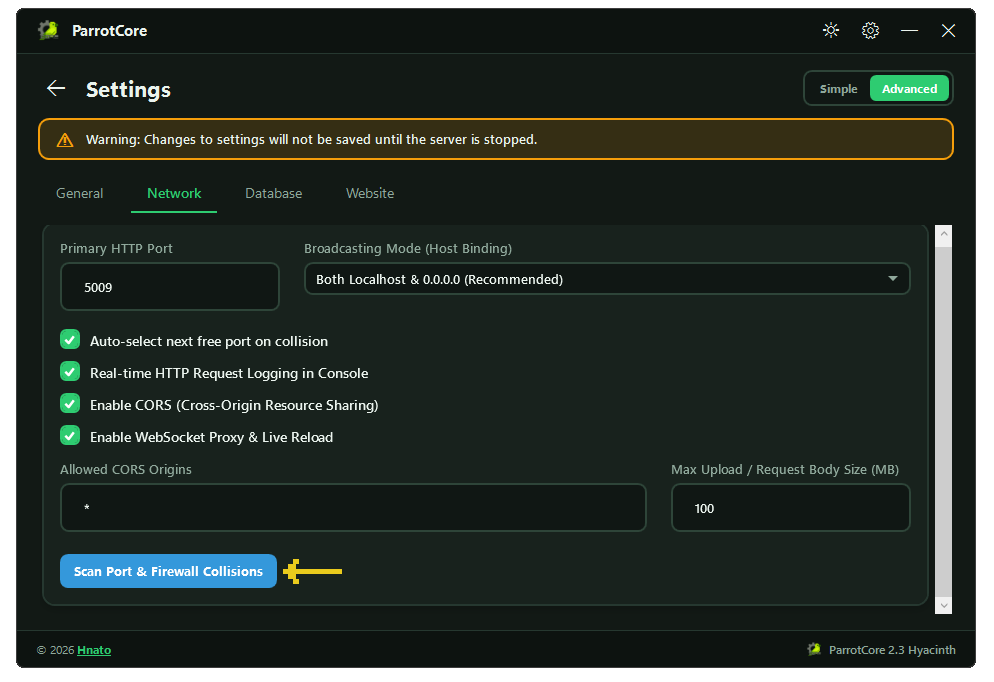 ParrotCore
Settings
Simple
Advanced
Warning: Changes to settings will not be saved until the server is stopped.
General
Network
Database
Website
Primary HTTP Port
Broadcasting Mode (Host Binding)
5009
Both Localhost & 0.0.0.0 (Recommended)
Auto-select next free port on collision
Real-time HTTP Request Logging in Console
Enable CORS (Cross-Origin Resource Sharing)
Enable WebSocket Proxy & Live Reload
Allowed CORS Origins
Max Upload / Request Body Size (MB)
*
100
Scan Port & Firewall Collisions
© 2026 Hnato
ParrotCore 2.3 Hyacinth